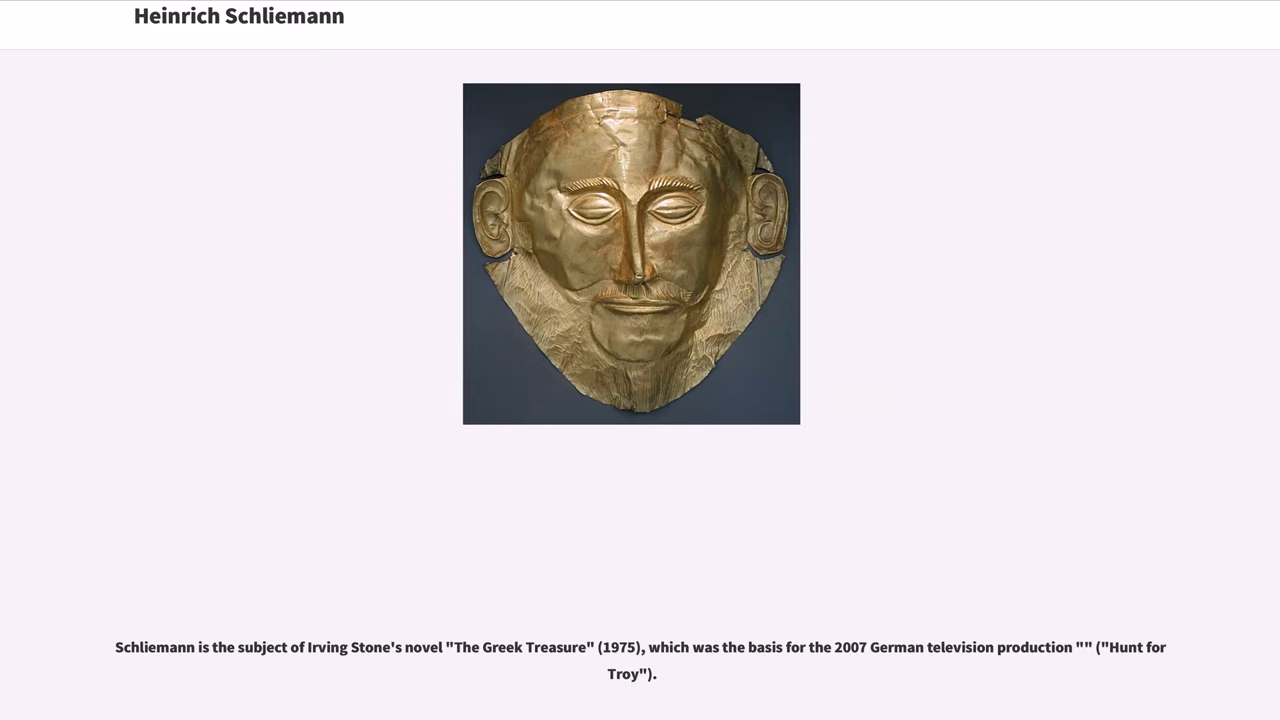 Heinrich Schliemann
Schliemann is the subject of Irving Stone's novel "The Greek Treasure" (1975), which was the basis for the 2007 German television production "" ("Hunt for
Troy").